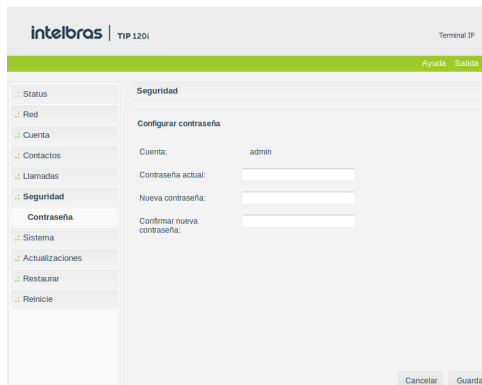 intelbras TIP 120i
Terminal IP
Ayuda Salida
.: Status
.: Red
.: Cuenta
.: Contactos
.: Llamadas
.: Seguridad
Contraseña
.: Sistema
.: Actualizaciones
.: Restaurar
.: Reinicie
Seguridad
Configurar contraseña
Cuenta: admin
Contraseña actual:
Nueva contraseña:
Confirmar nueva
contraseña:
Cancelar Guarda